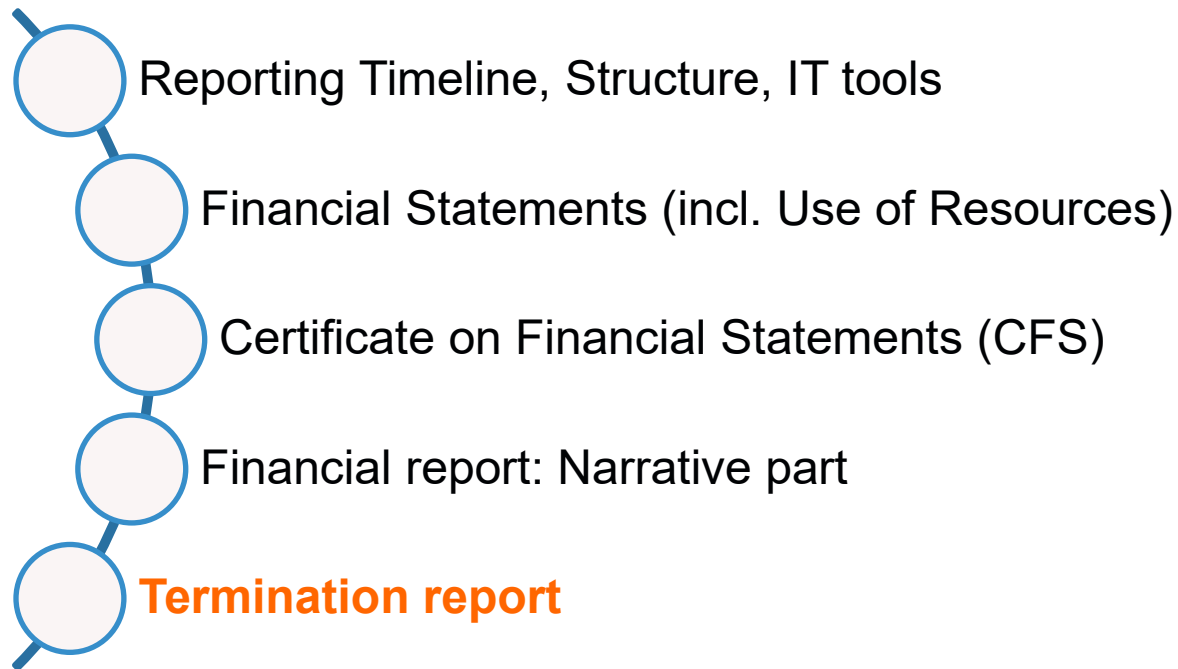 Reporting Timeline, Structure, IT tools
Financial Statements (incl. Use of Resources)
Certificate on Financial Statements (CFS)
Financial report: Narrative part
Termination report